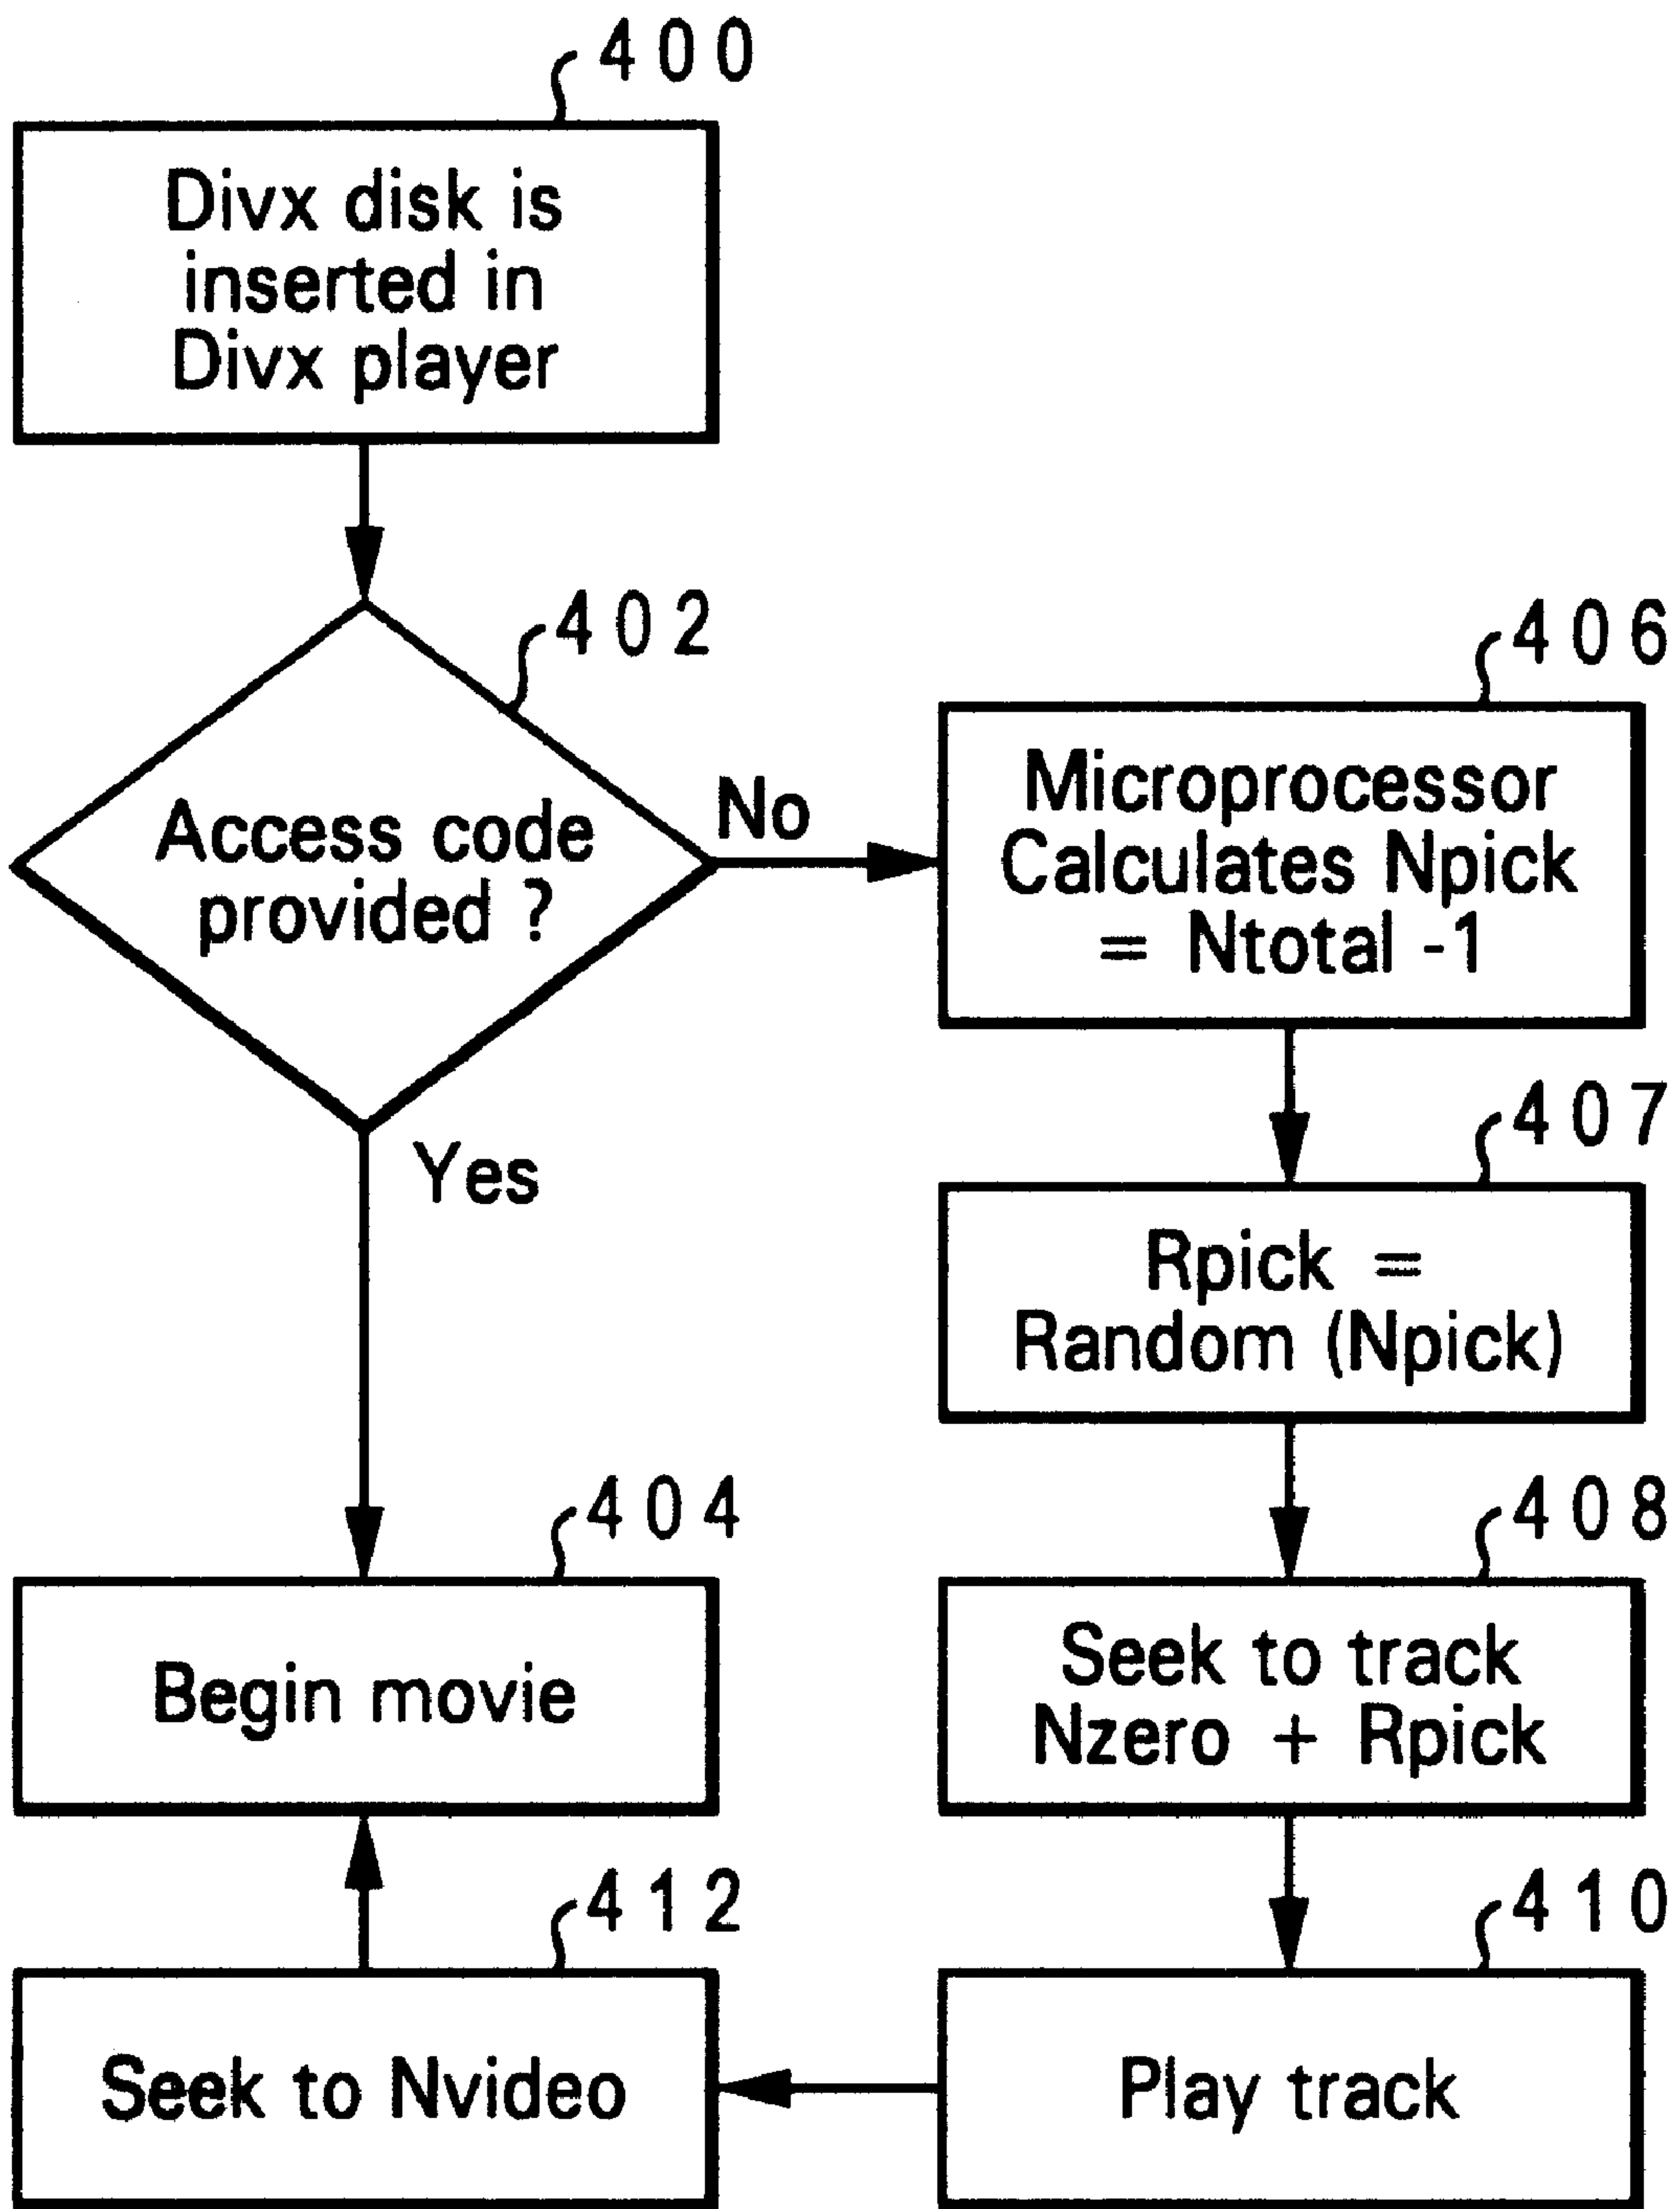 400
Divx disk is
inserted in
Divx player
402
Access code
provided ?
No
Yes
406
Microprocessor
Calculates Npick
= Ntotal -1
407
Rpick =
Random (Npick)
404
Begin movie
408
Seek to track
Nzero + Rpick
412
Seek to Nvideo
410
Play track